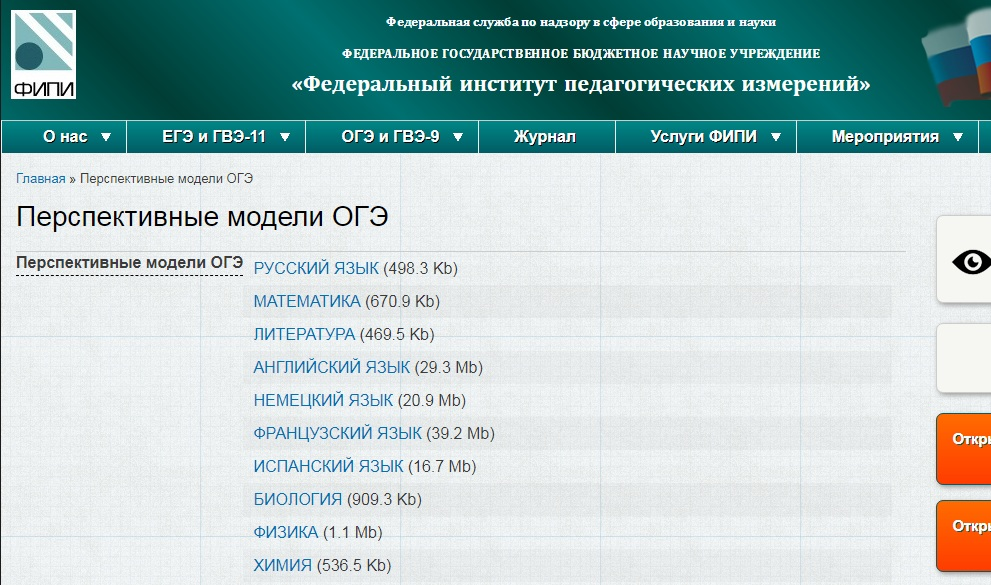 Федеральная служба по надзору в сфере образования и науки
ФЕДЕРАЛЬНОЕ ГОСУДАРСТВЕННОЕ БЮДЖЕТНОЕ НАУЧНОЕ УЧРЕЖДЕНИЕ
«Федеральный институт педагогических измерений»
ФИПИ
О нас ▼ ЕГЭ и ГВЭ-11 ▼ ОГЭ и ГВЭ-9 ▼ Журнал Услуги ФИПИ ▼ Мероприятия ▼
Главная » Перспективные модели ОГЭ
Перспективные модели ОГЭ
Перспективные модели ОГЭ
РУССКИЙ ЯЗЫК (498.3 Kb)
МАТЕМАТИКА (670.9 Kb)
ЛИТЕРАТУРА (469.5 Kb)
АНГЛИЙСКИЙ ЯЗЫК (29.3 Mb)
НЕМЕЦКИЙ ЯЗЫК (20.9 Mb)
ФРАНЦУЗСКИЙ ЯЗЫК (39.2 Mb)
ИСПАНСКИЙ ЯЗЫК (16.7 Mb)
БИОЛОГИЯ (909.3 Kb)
ФИЗИКА (1.1 Mb)
ХИМИЯ (536.5 Kb)